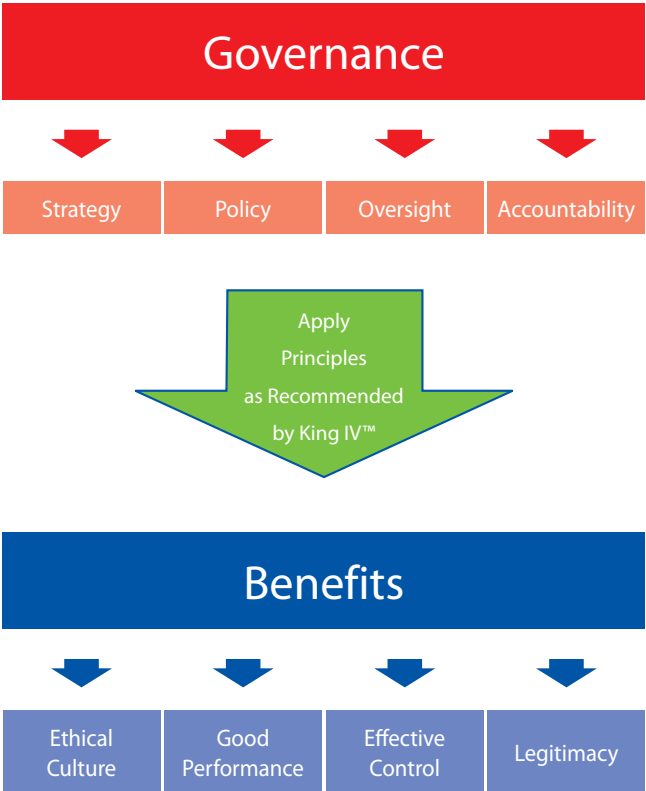 Governance
Strategy
Policy
Oversight
Accountability
Apply
Principles
as Recommended
by King IV™
Benefits
Ethical
Culture
Good
Performance
Effective
Control
Legitimacy